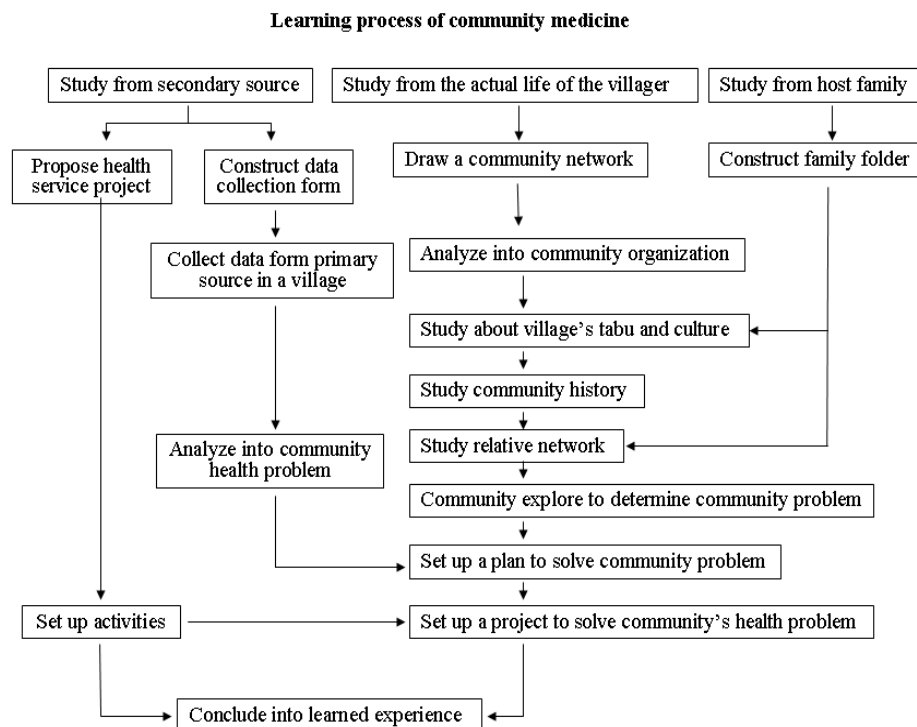 Learning process of community medicine
Study from secondary source
Study from the actual life of the villager
Study from host family
Propose health
service project
Construct data
collection form
Draw a community network
Construct family folder
Collect data form primary
source in a village
Analyze into community organization
Study about village's tabu and culture
Study community history
Analyze into community
health problem
Study relative network
Community explore to determine community problem
Set up a plan to solve community problem
Set up activities
Set up a project to solve community's health problem
Conclude into learned experience